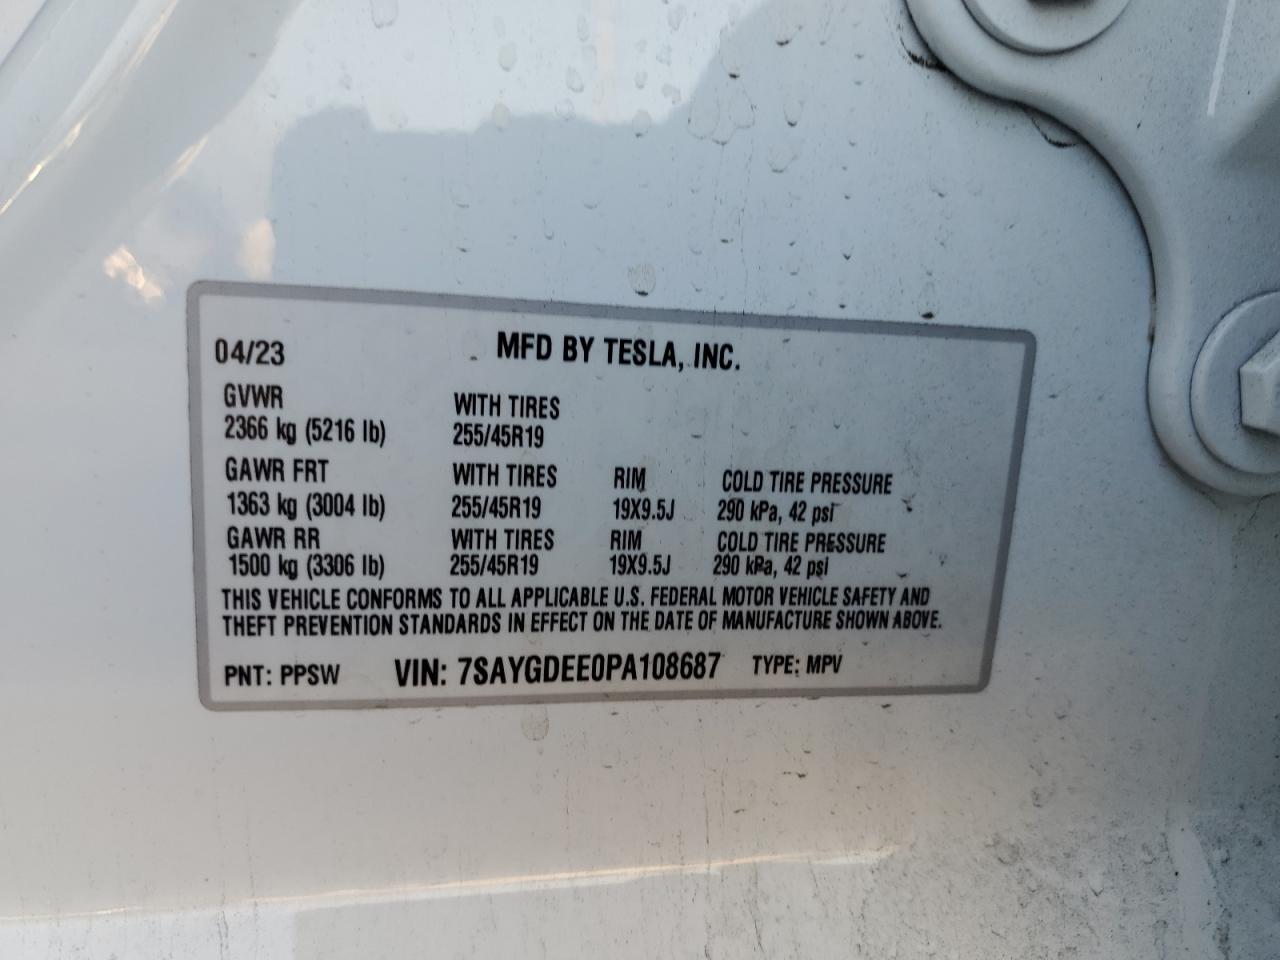 04/23 MFD BY TESLA, INC.
GVWR WITH TIRES
2366 kg (5216 lb) 255/45R19
GAWR FRT WITH TIRES RIM COLD TIRE PRESSURE
1363 kg (3004 lb) 255/45R19 19X9.5J 290 kPa, 42 psi
GAWR RR WITH TIRES RIM COLD TIRE PRESSURE
1500 kg (3306 lb) 255/45R19 19X9.5J 290 kPa, 42 psi
THIS VEHICLE CONFORMS TO ALL APPLICABLE U.S. FEDERAL MOTOR VEHICLE SAFETY AND
THEFT PREVENTION STANDARDS IN EFFECT ON THE DATE OF MANUFACTURE SHOWN ABOVE.
PNT: PPSW VIN: 7SAYGDEE0PA108687 TYPE: MPV